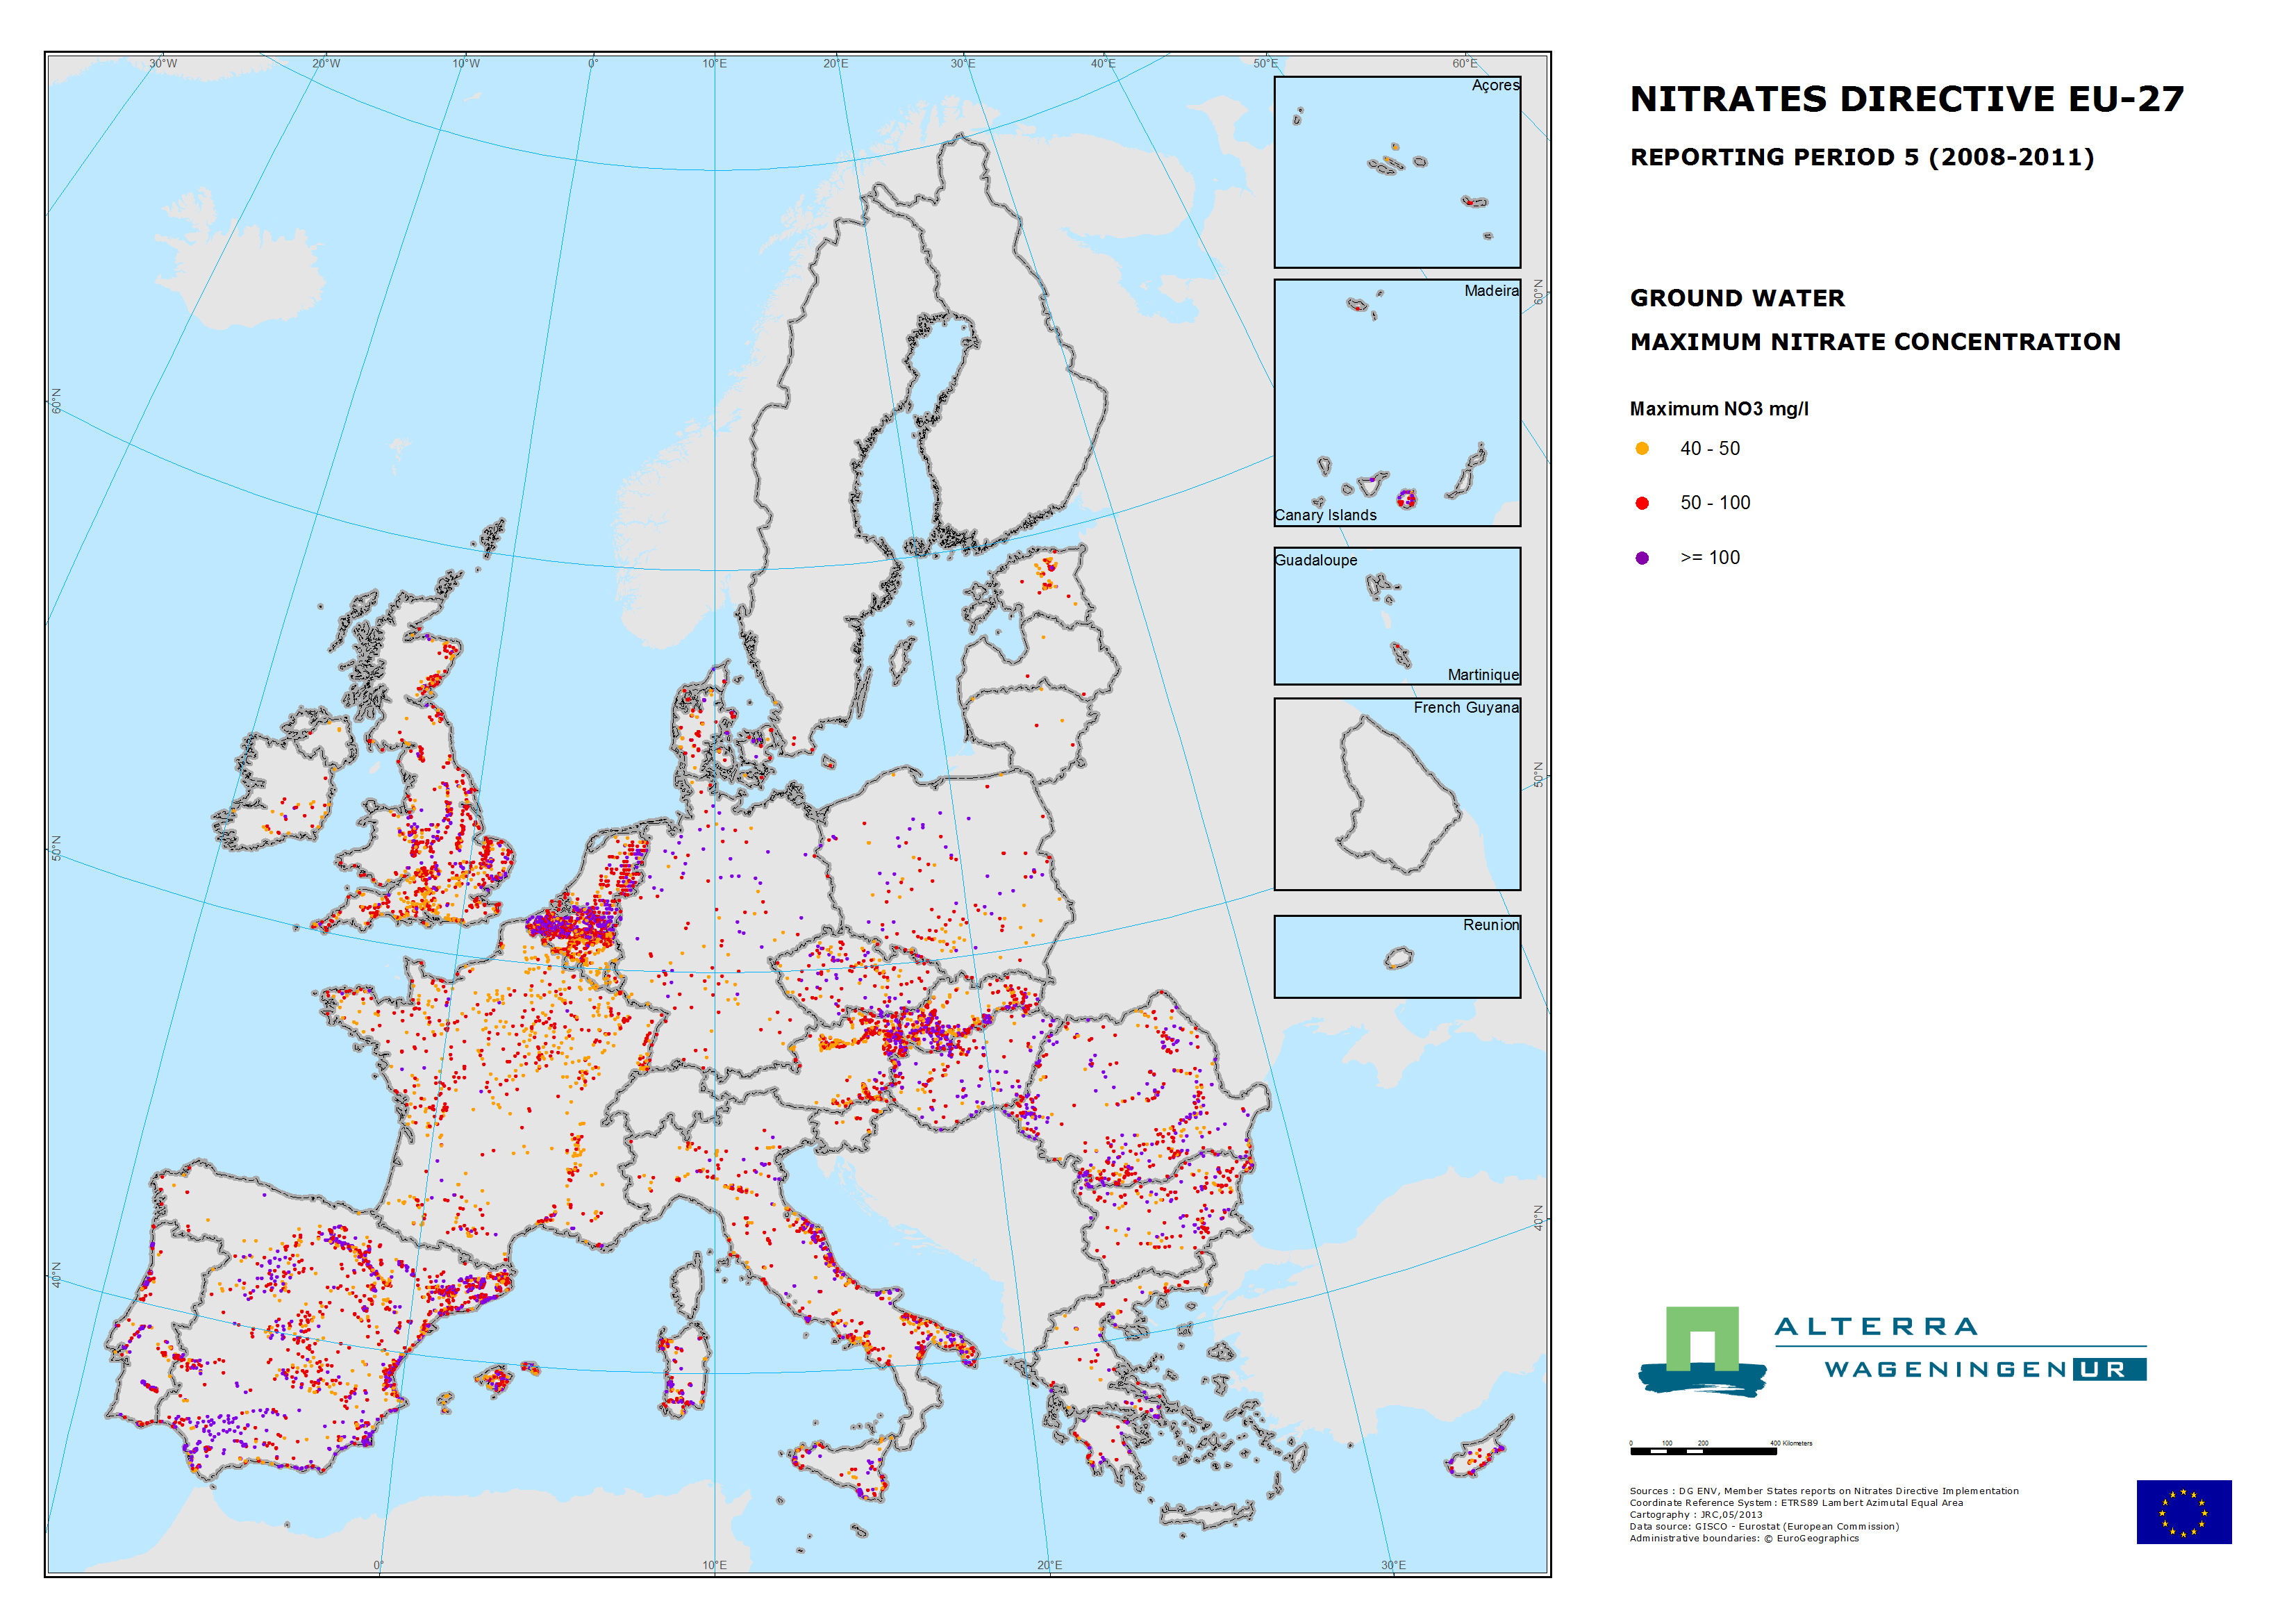 30°W 20°W 10°W 0° 10°E 20°E 30°E 40°E 50°E 60°E
60°N
50°N
40°N
60°N
50°N
40°N
0° 10°E 20°E 30°E
Açores
Madeira
Canary Islands
Guadaloupe
Martinique
French Guyana
Reunion
NITRATES DIRECTIVE EU-27
REPORTING PERIOD 5 (2008-2011)
GROUND WATER
MAXIMUM NITRATE CONCENTRATION
Maximum NO3 mg/l
40 - 50
50 - 100
>= 100
ALTERRA
WAGENINGEN UR
0 100 200 400 Kilometers
Sources : DG ENV, Member States reports on Nitrates Directive Implementation
Coordinate Reference System : ETRS89 Lambert Azimutal Equal Area
Cartography : JRC,05/2013
Data source: GISCO - Eurostat (European Commission)
Administrative boundaries: © EuroGeographics